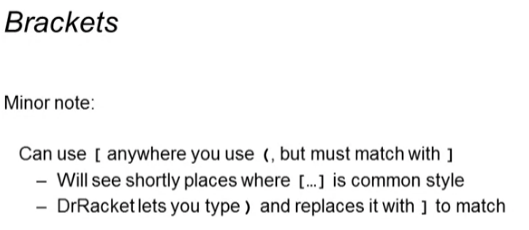 Brackets
Minor note:
Can use [ anywhere you use (, but must match with ]
– Will see shortly places where [...] is common style
– DrRacket lets you type ) and replaces it with ] to match